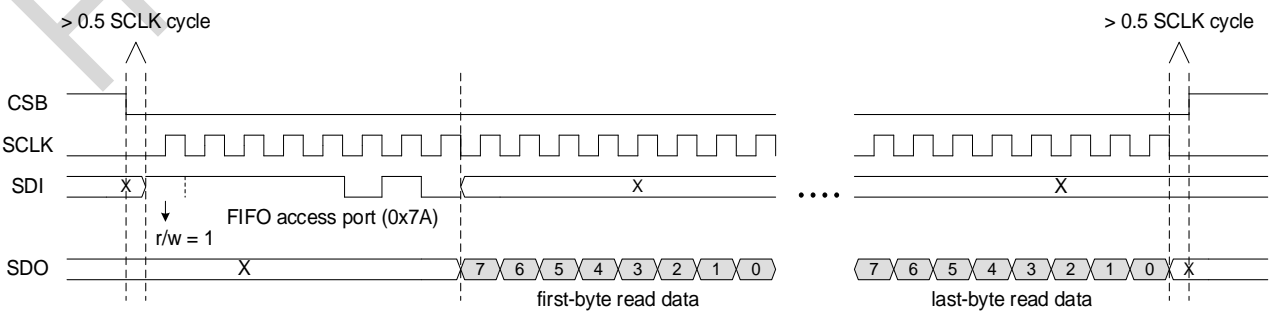 > 0.5 SCLK cycle
> 0.5 SCLK cycle
CSB
SCLK
SDI X X X
....
FIFO access port (0x7A)
r/w = 1
SDO X 7 6 5 4 3 2 1 0 7 6 5 4 3 2 1 0 X
first-byte read data
last-byte read data